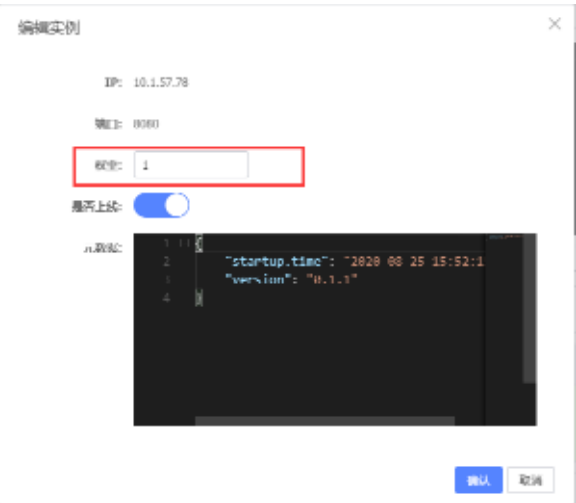 编辑实例
IP: 10.1.57.78
端口: 8080
权重: 1
是否上线:
元数据:
1 {
2 "startup.time": "2020-08-25 15:52:1
3 "version": "0.1.1"
4 }
确认 取消